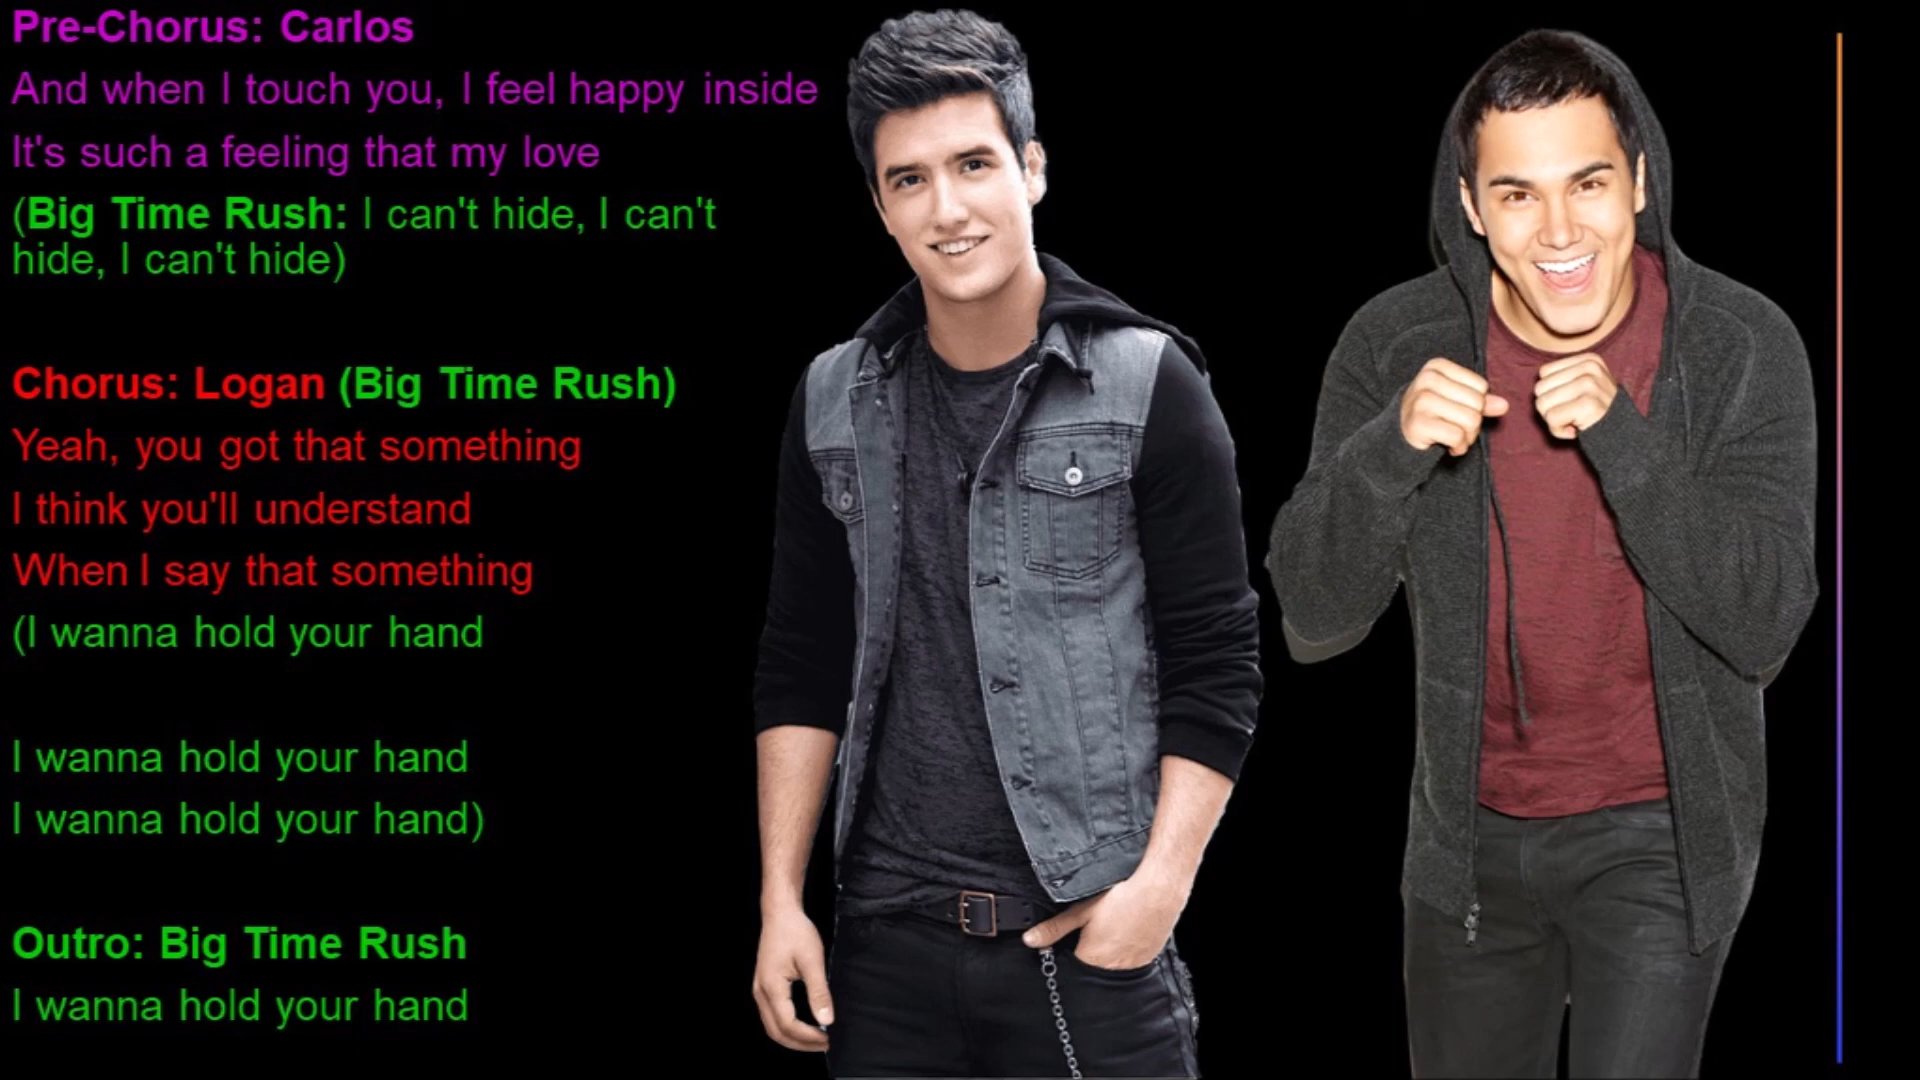 Pre-Chorus: Carlos
And when I touch you, I feel happy inside
It's such a feeling that my love
(Big Time Rush: I can't hide, I can't
hide, I can't hide)
Chorus: Logan (Big Time Rush)
Yeah, you got that something
I think you'll understand
When I say that something
(I wanna hold your hand
I wanna hold your hand
I wanna hold your hand)
Outro: Big Time Rush
I wanna hold your hand